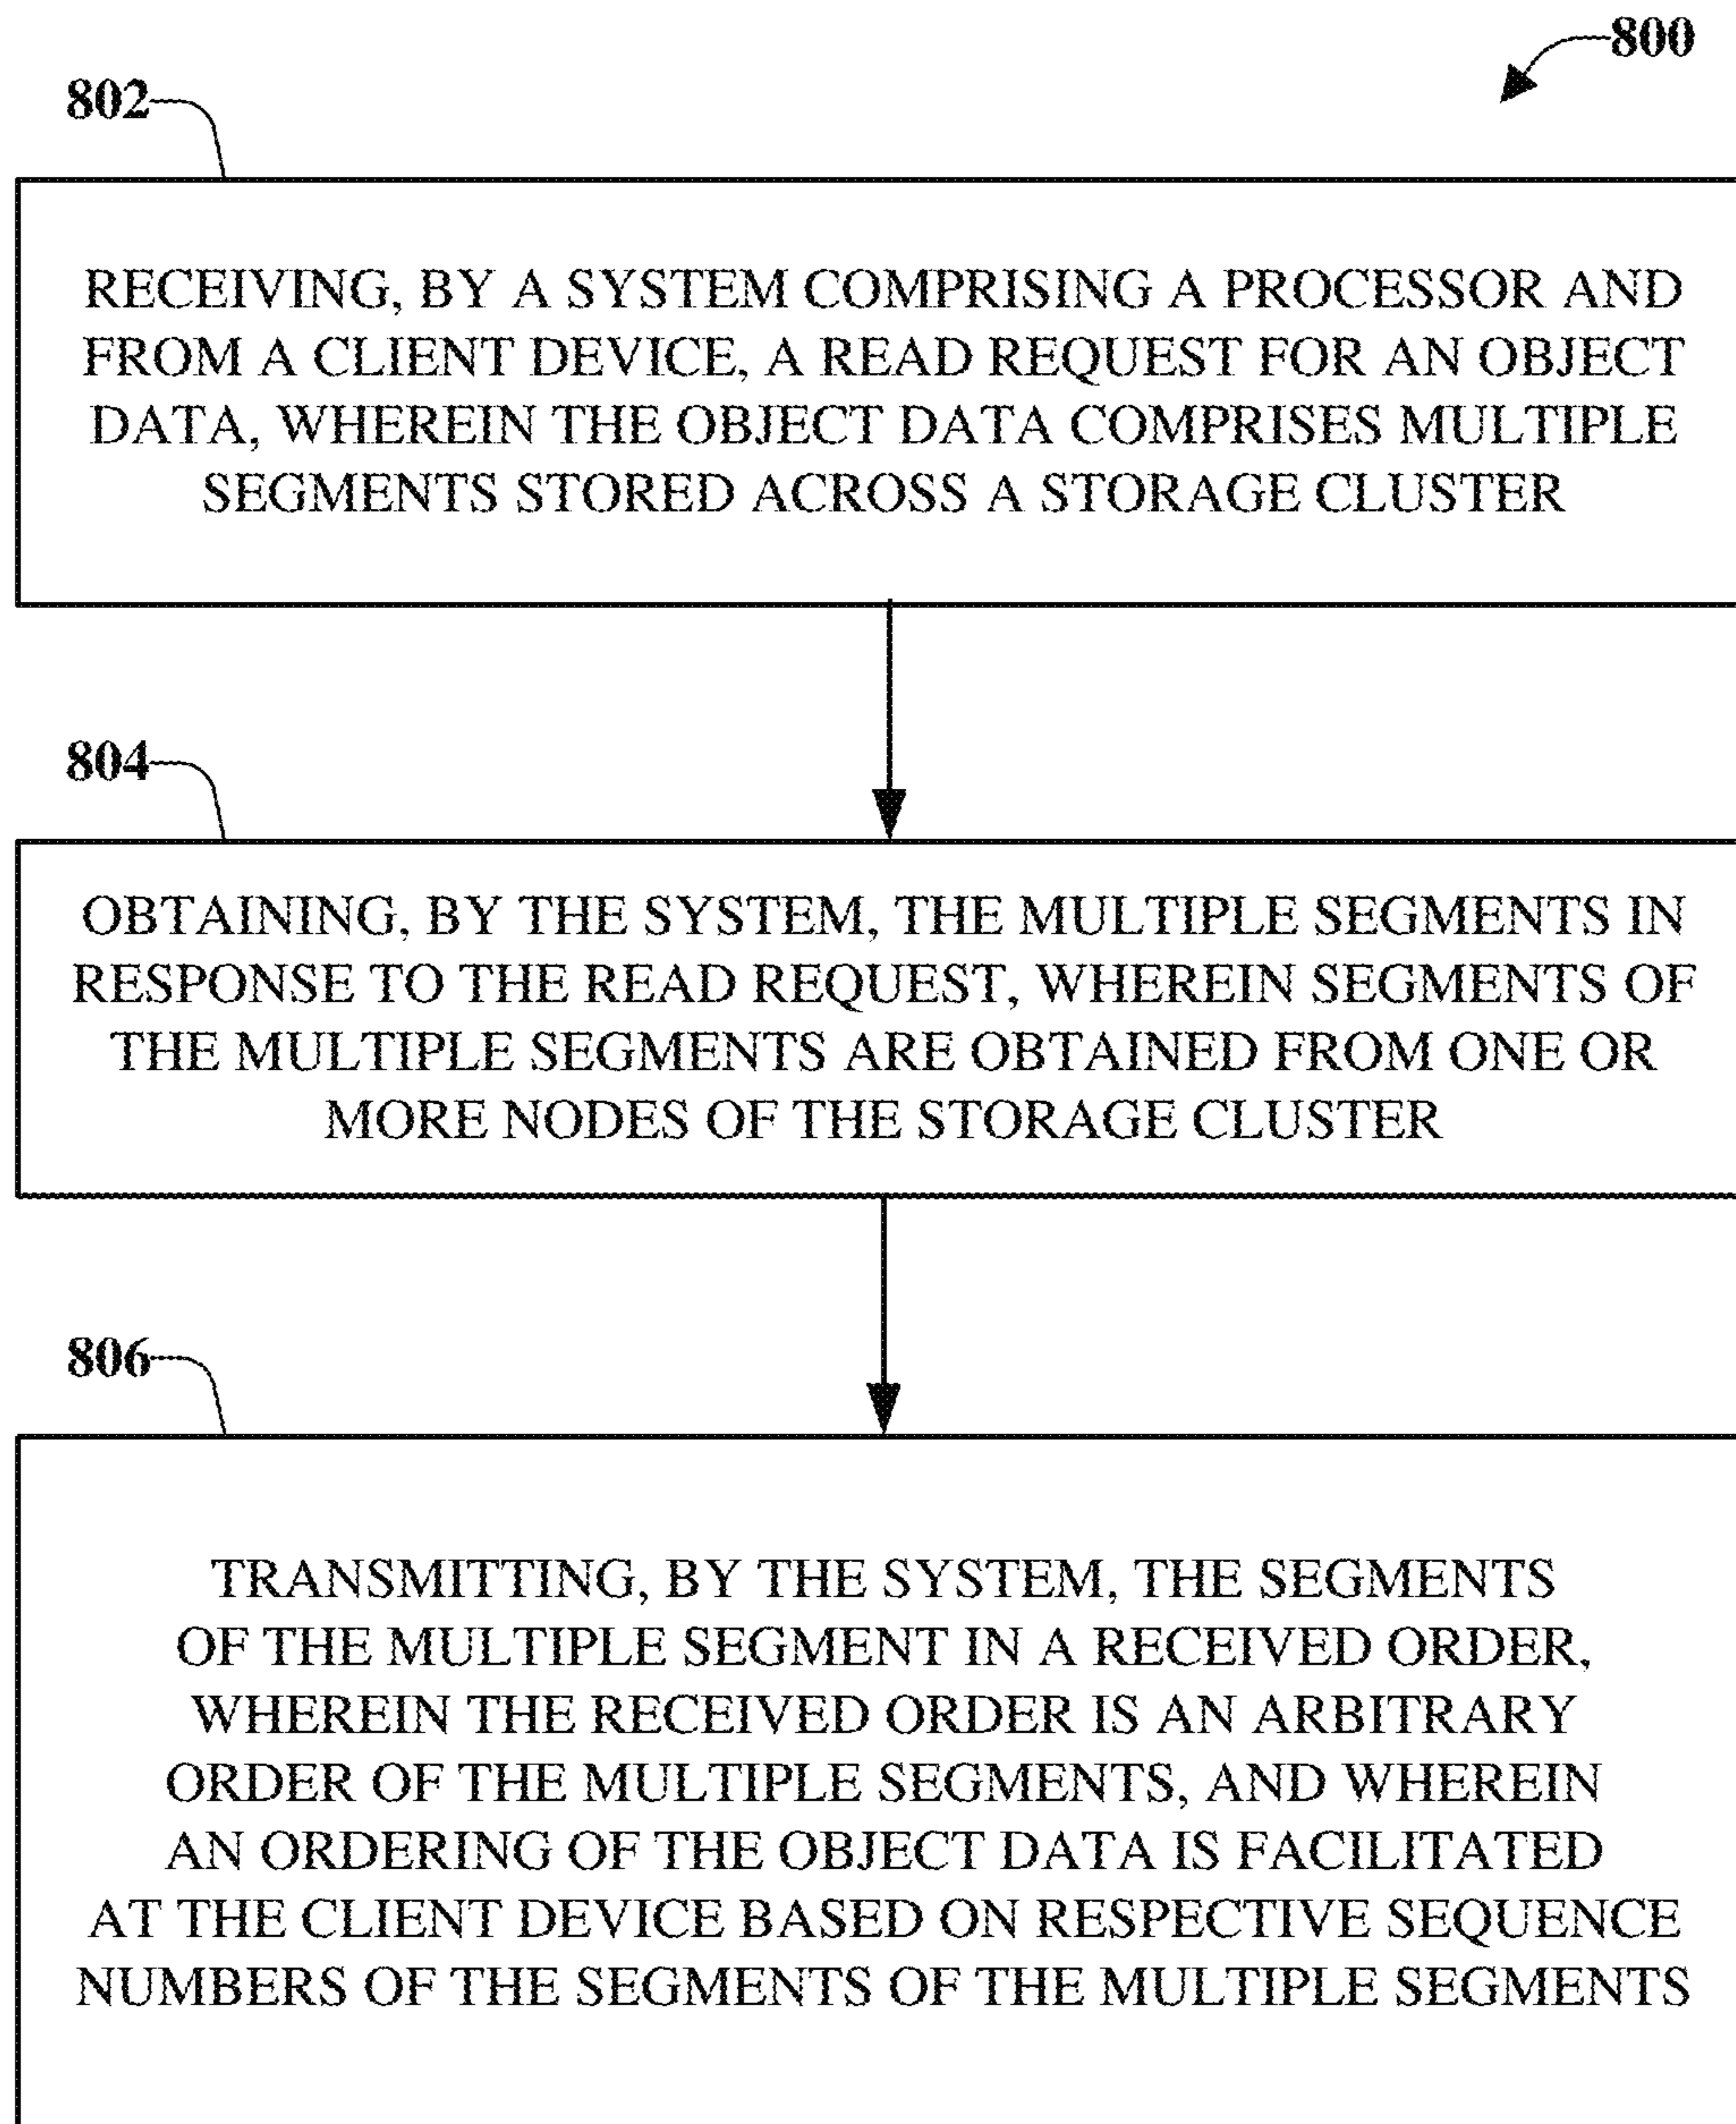 800
802
RECEIVING, BY A SYSTEM COMPRISING A PROCESSOR AND
FROM A CLIENT DEVICE, A READ REQUEST FOR AN OBJECT
DATA, WHEREIN THE OBJECT DATA COMPRISES MULTIPLE
SEGMENTS STORED ACROSS A STORAGE CLUSTER
804
OBTAINING, BY THE SYSTEM, THE MULTIPLE SEGMENTS IN
RESPONSE TO THE READ REQUEST, WHEREIN SEGMENTS OF
THE MULTIPLE SEGMENTS ARE OBTAINED FROM ONE OR
MORE NODES OF THE STORAGE CLUSTER
806
TRANSMITTING, BY THE SYSTEM, THE SEGMENTS
OF THE MULTIPLE SEGMENT IN A RECEIVED ORDER,
WHEREIN THE RECEIVED ORDER IS AN ARBITRARY
ORDER OF THE MULTIPLE SEGMENTS, AND WHEREIN
AN ORDERING OF THE OBJECT DATA IS FACILITATED
AT THE CLIENT DEVICE BASED ON RESPECTIVE SEQUENCE
NUMBERS OF THE SEGMENTS OF THE MULTIPLE SEGMENTS